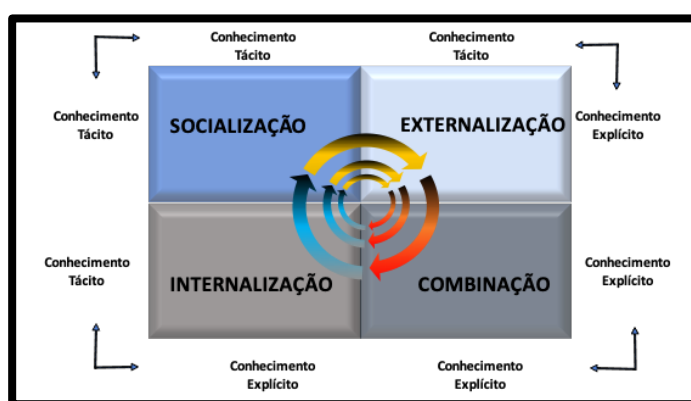 Conhecimento
Tácito
Conhecimento
Tácito
Conhecimento
Tácito
SOCIALIZAÇÃO
EXTERNALIZAÇÃO
Conhecimento
Explícito
Conhecimento
Tácito
INTERNALIZAÇÃO
COMBINAÇÃO
Conhecimento
Explícito
Conhecimento
Explícito
Conhecimento
Explícito